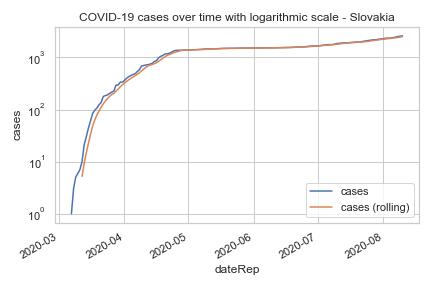 COVID-19 cases over time with logarithmic scale - Slovakia
cases
10³
10²
10¹
10⁰
cases
cases (rolling)
2020-03
2020-04
2020-05
2020-06
2020-07
2020-08
dateRep